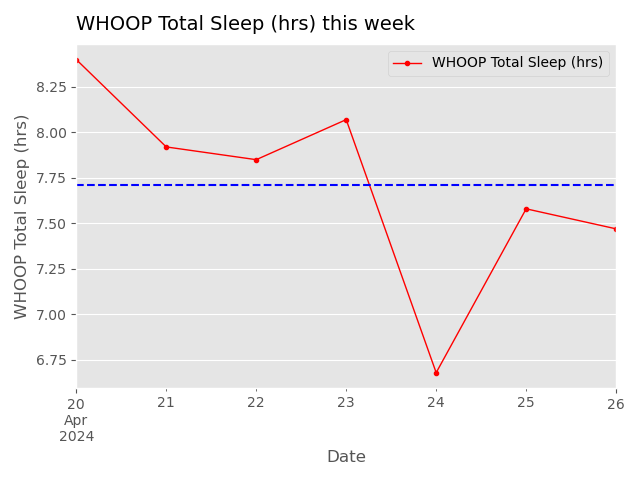 WHOOP Total Sleep (hrs) this week
WHOOP Total Sleep (hrs)
WHOOP Total Sleep (hrs)
8.25
8.00
7.75
7.50
7.25
7.00
6.75
20 21 22 23 24 25 26
Apr
2024
Date